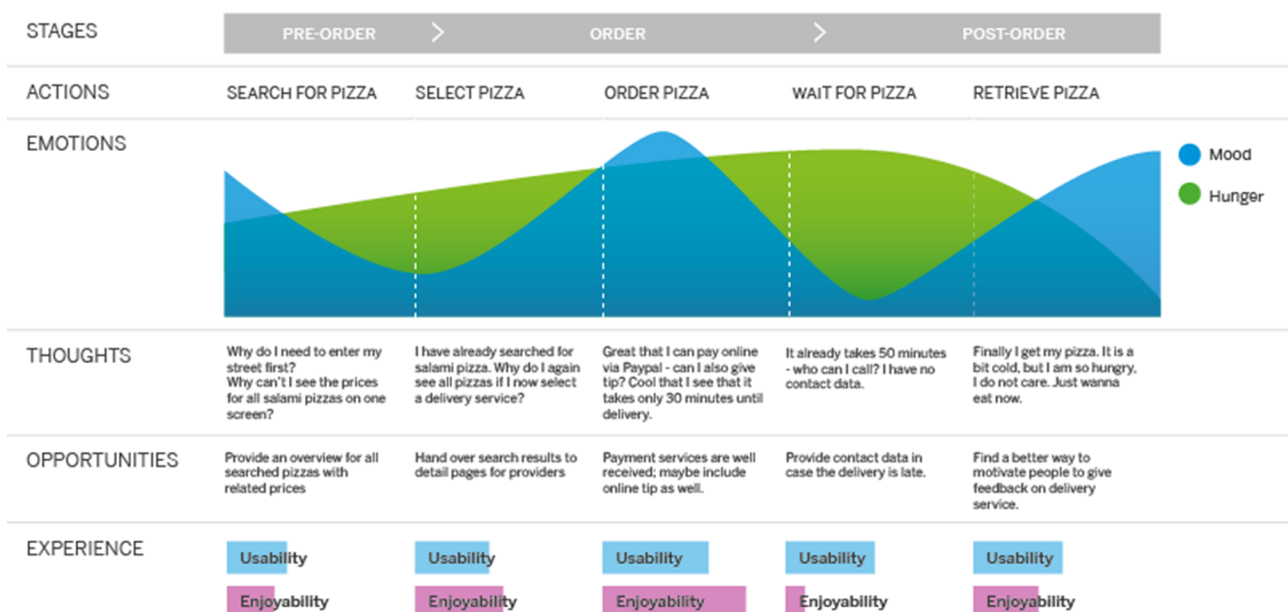 STAGES
PRE-ORDER
ORDER
POST-ORDER
ACTIONS
SEARCH FOR PIZZA
SELECT PIZZA
ORDER PIZZA
WAIT FOR PIZZA
RETRIEVE PIZZA
EMOTIONS
Mood
Hunger
THOUGHTS
Why do I need to enter my
street first?
Why can't I see the prices
for all salami pizzas on one
screen?
I have already searched for
salami pizza. Why do I again
see all pizzas if I now select
a delivery service?
Great that I can pay online
via Paypal - can I also give
tip? Cool that I see that it
takes only 30 minutes until
delivery.
It already takes 50 minutes
- who can I call? I have no
contact data.
Finally I get my pizza. It is a
bit cold, but I am so hungry,
I do not care. Just wanna
eat now.
OPPORTUNITIES
Provide an overview for all
searched pizzas with
related prices
Hand over search results to
detail pages for providers
Payment services are well
received; maybe include
online tip as well.
Provide contact data in
case the delivery is late.
Find a better way to
motivate people to give
feedback on delivery
service.
EXPERIENCE
Usability
Usability
Usability
Usability
Usability
Enjoyability
Enjoyability
Enjoyability
Enjoyability
Enjoyability